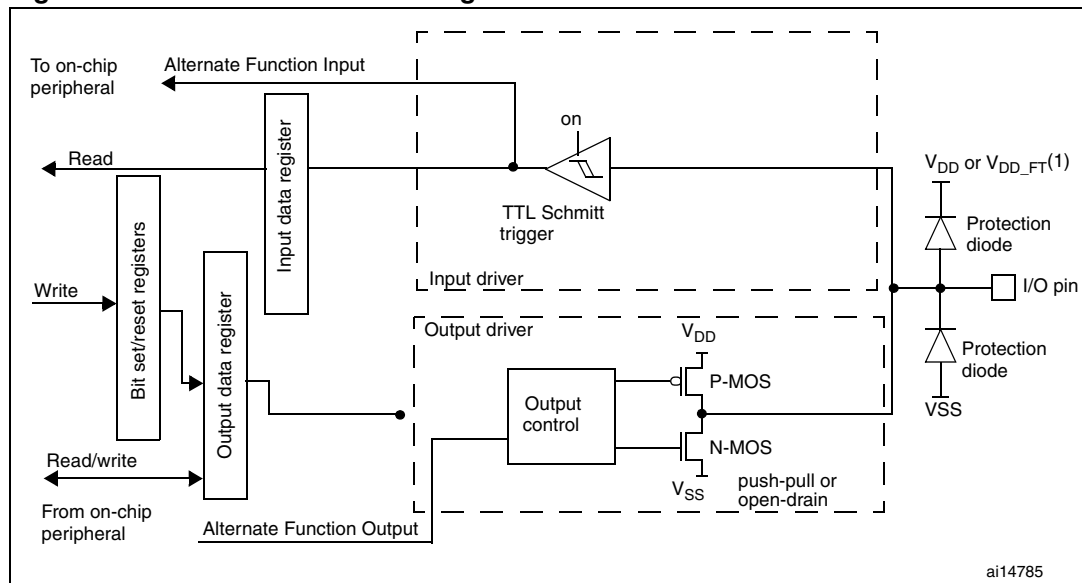 To on-chip
peripheral
Alternate Function Input
on
Read
Input data register
TTL Schmitt
trigger
V_DD or V_DD_FT(1)
Protection
diode
Bit set/reset registers
Write
Output data register
Input driver
I/O pin
Output driver
V_DD
Protection
diode
P-MOS
Output
control
VSS
N-MOS
Read/write
V_SS
push-pull or
open-drain
From on-chip
peripheral
Alternate Function Output
ai14785